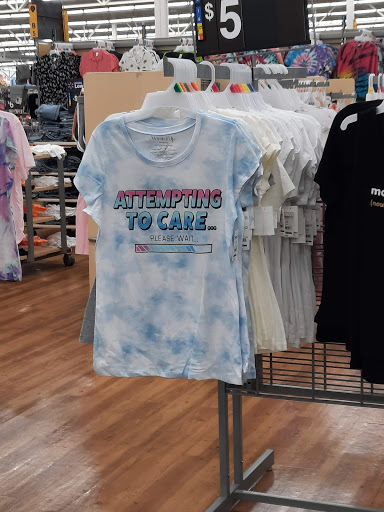 $5
ATTEMPTING
TO CARE...
PLEASE WAIT...